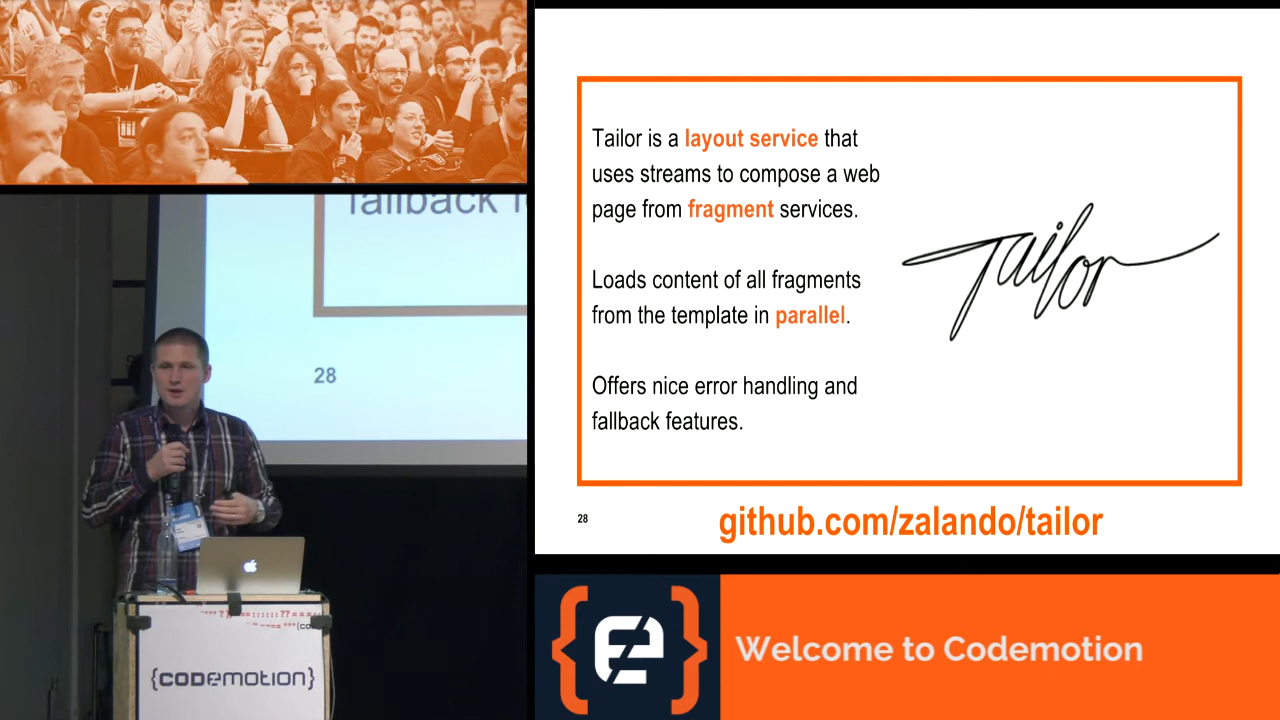 fallback
28
{CODEMOTION}
Tailor is a layout service that
uses streams to compose a web
page from fragment services.
Loads content of all fragments
from the template in parallel.
Offers nice error handling and
fallback features.
Tailor
28
github.com/zalando/tailor
Welcome to Codemotion